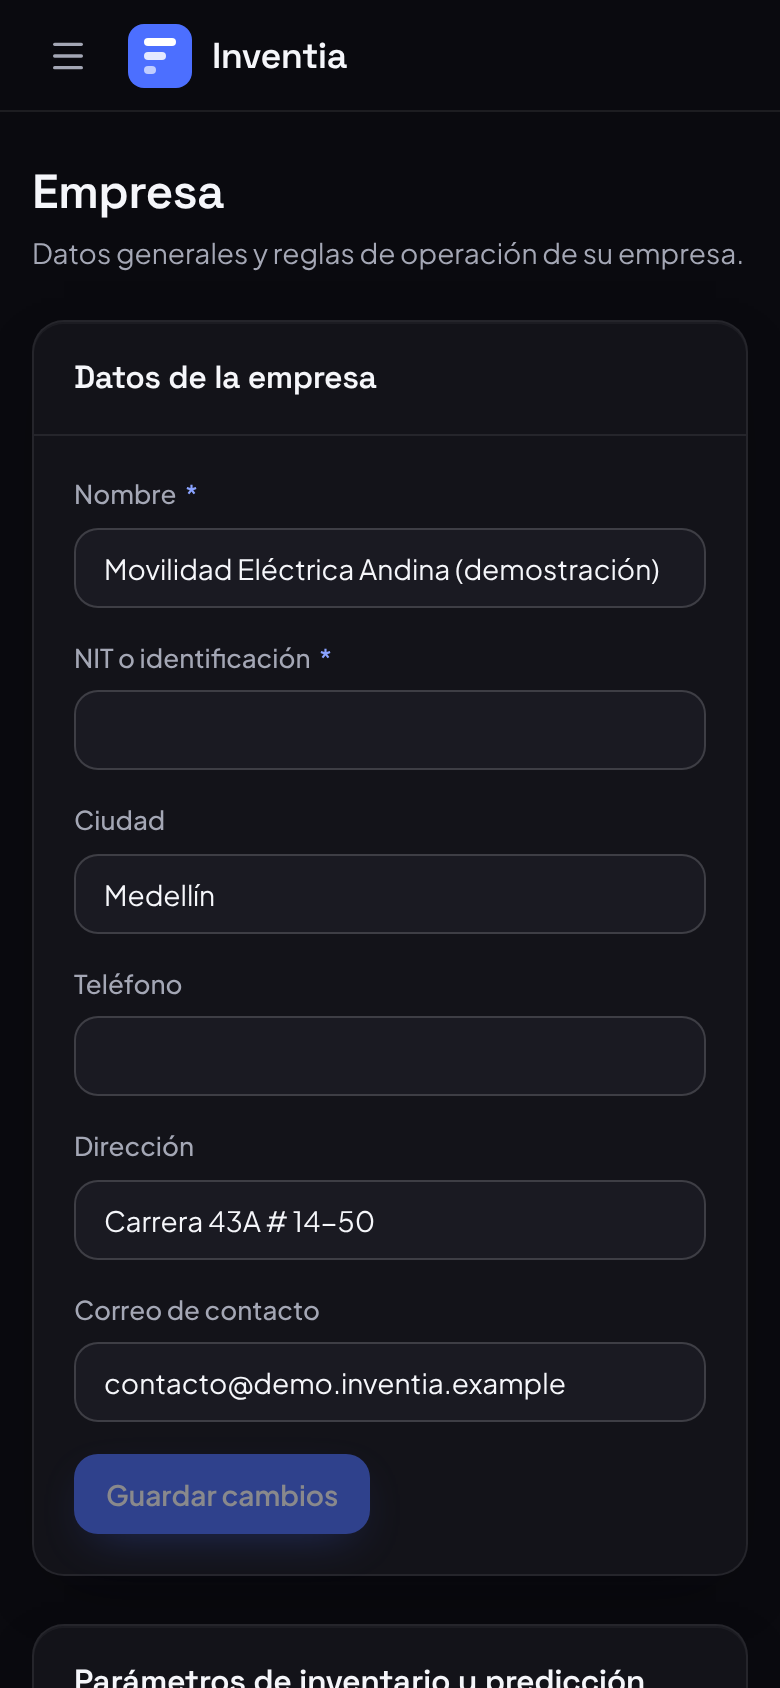 Inventia
Empresa
Datos generales y reglas de operación de su empresa.
Datos de la empresa
Nombre *
Movilidad Eléctrica Andina (demostración)
NIT o identificación *
Ciudad
Medellín
Teléfono
Dirección
Carrera 43A # 14-50
Correo de contacto
contacto@demo.inventia.example
Guardar cambios
Parámetros de inventario y predicción